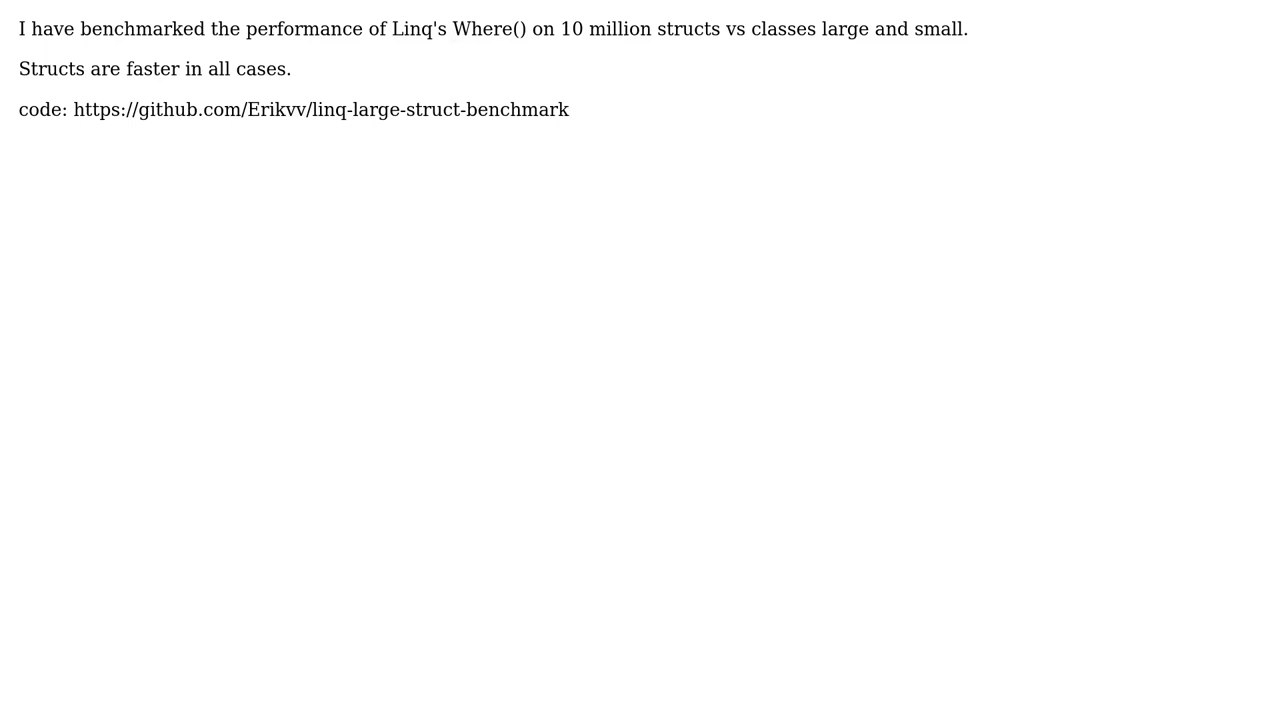 I have benchmarked the performance of Linq's Where() on 10 million structs vs classes large and small.
Structs are faster in all cases.
code: https://github.com/Erikvv/linq-large-struct-benchmark